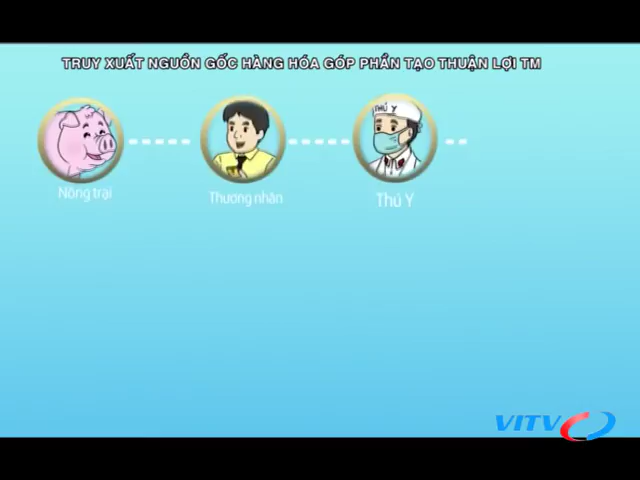 TRUY XUẤT NGUỒN GỐC HÀNG HÓA GÓP PHẦN TẠO THUẬN LỢI TM
THÚ Y
Nông trại
Thương nhân
Thú Y
VITV